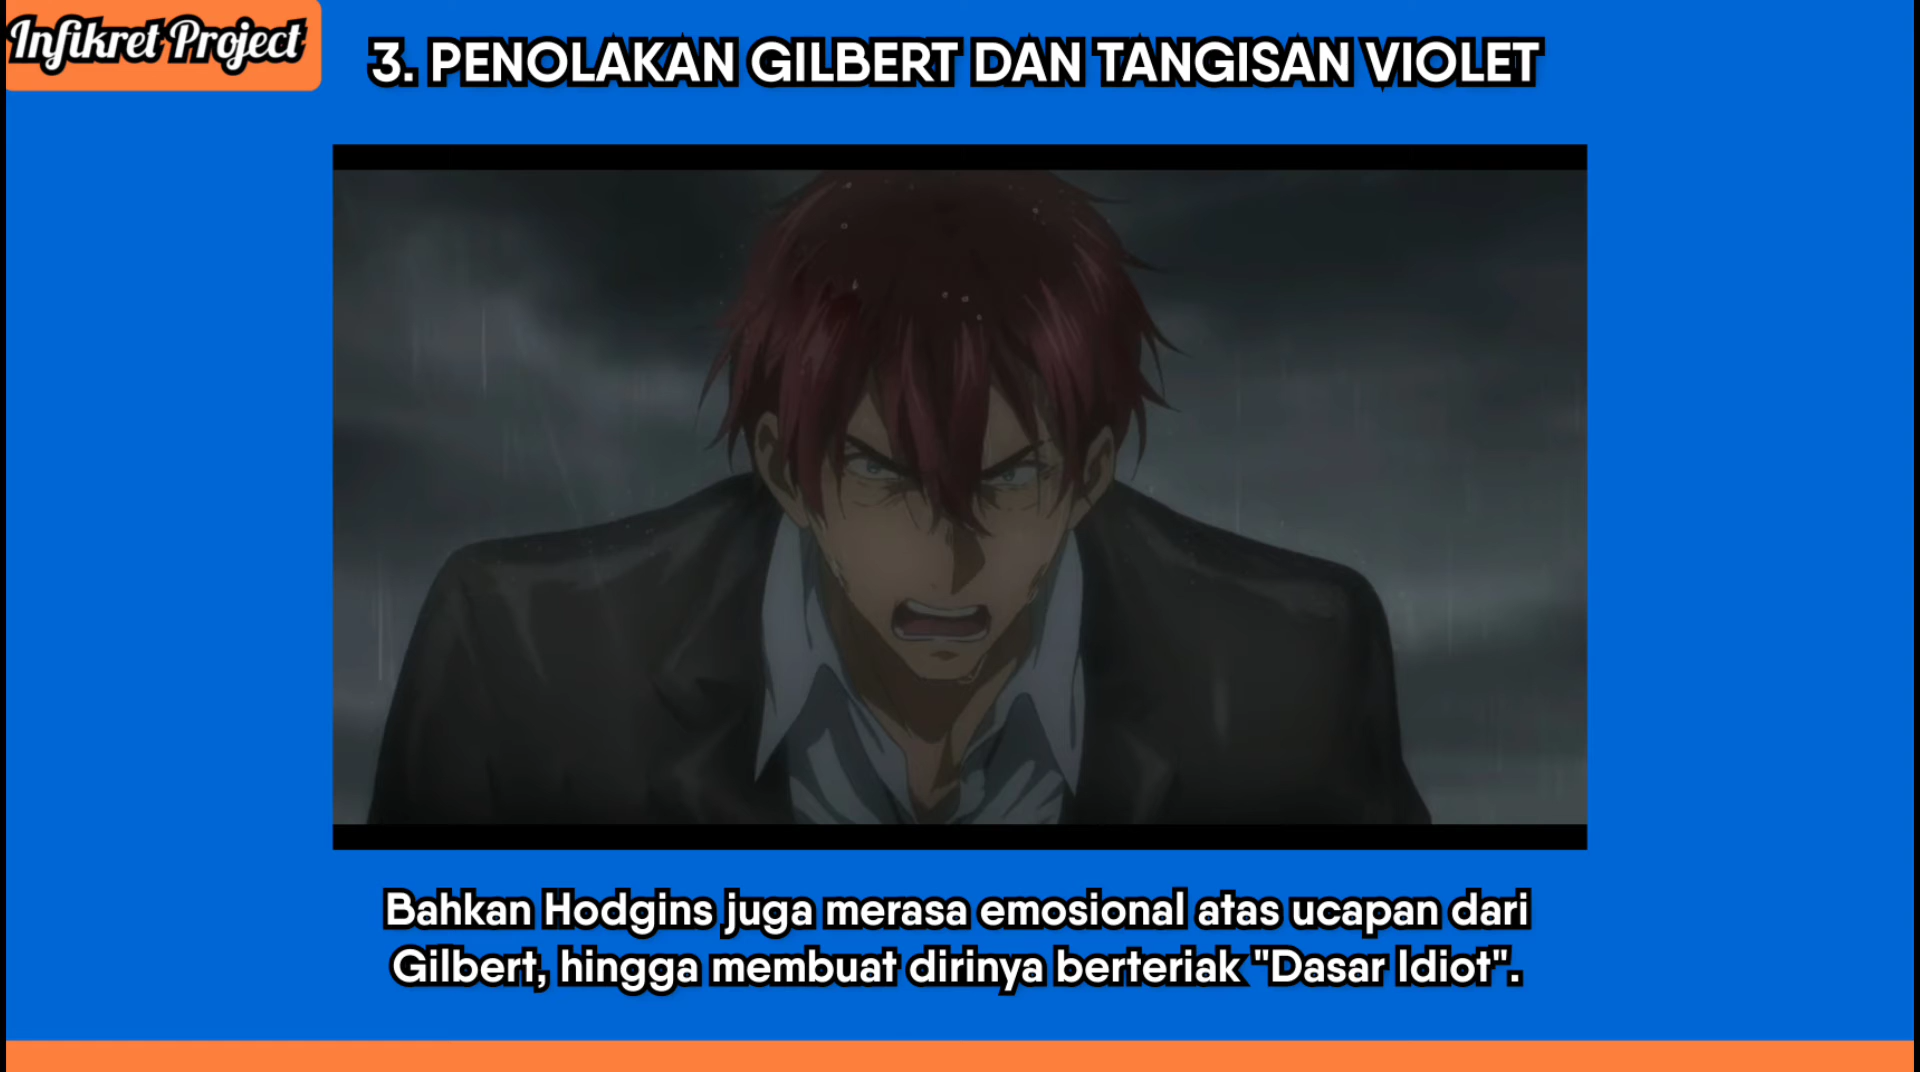 Infikret Project
3. PENOLAKAN GILBERT DAN TANGISAN VIOLET
Bahkan Hodgins juga merasa emosional atas ucapan dari
Gilbert, hingga membuat dirinya berteriak "Dasar Idiot".